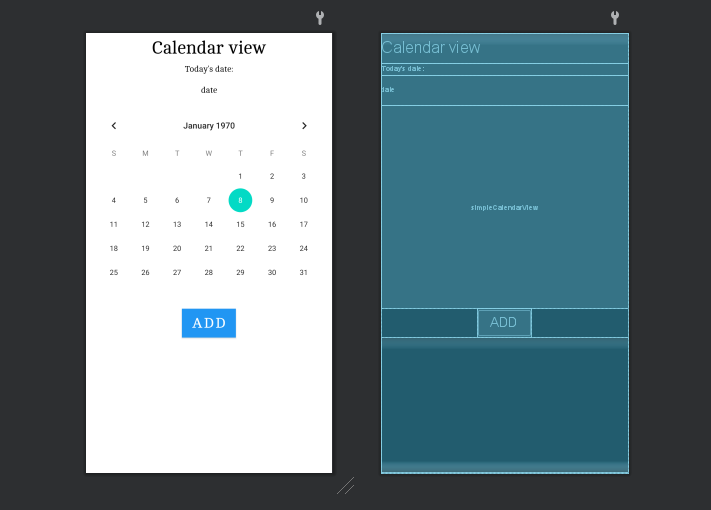 Calendar view
Today's date:
date
January 1970
S M T W T F S
1 2 3
4 5 6 7 8 9 10
11 12 13 14 15 16 17
18 19 20 21 22 23 24
25 26 27 28 29 30 31
ADD
Calendar view
Today's date:
date
simpleCalendarView
ADD